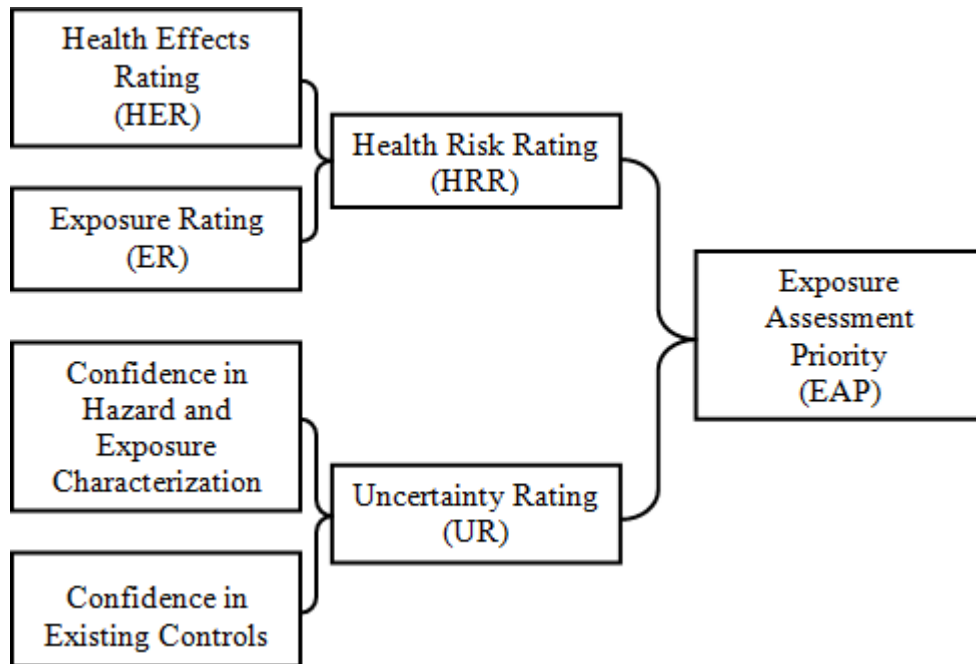 Health Effects
Rating
(HER)
Exposure Rating
(ER)
Health Risk Rating
(HRR)
Confidence in
Hazard and
Exposure
Characterization
Confidence in
Existing Controls
Uncertainty Rating
(UR)
Exposure
Assessment
Priority
(EAP)